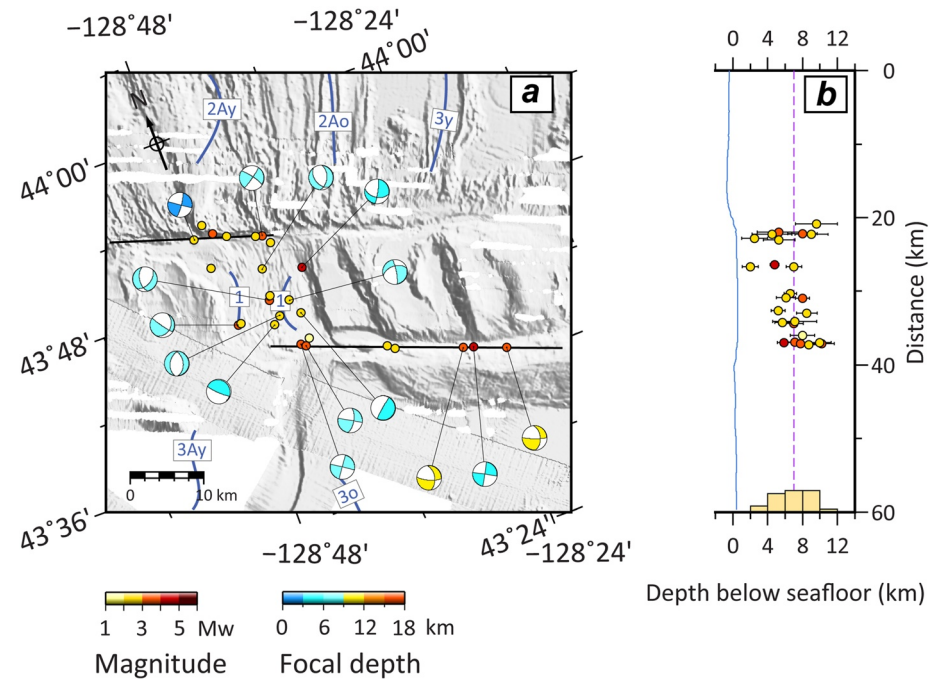 −128˚48'
−128˚24'
44˚00'
a
N
2Ay
2Ao
3y
44˚00'
1
1
43˚48'
3Ay
0
10 km
3o
43˚36'
−128˚48'
43˚24'
−128˚24'
1 3 5 Mw
Magnitude
0 6 12 18 km
Focal depth
0 4 8 12
b
0
20
40
60
Distance (km)
0 4 8 12
Depth below seafloor (km)